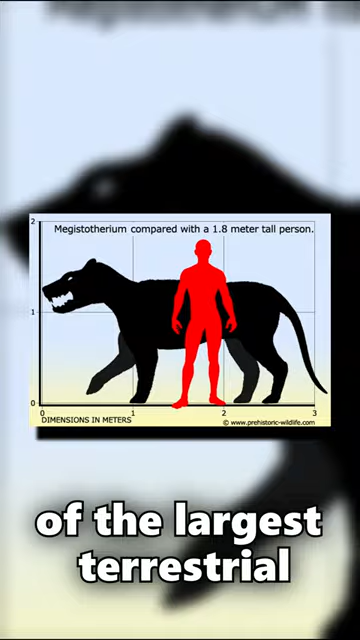 2
Megistotherium compared with a 1.8 meter tall person.
1
0
0 1 2 3
DIMENSIONS IN METERS
© www.prehistoric-wildlife.com
of the largest
terrestrial